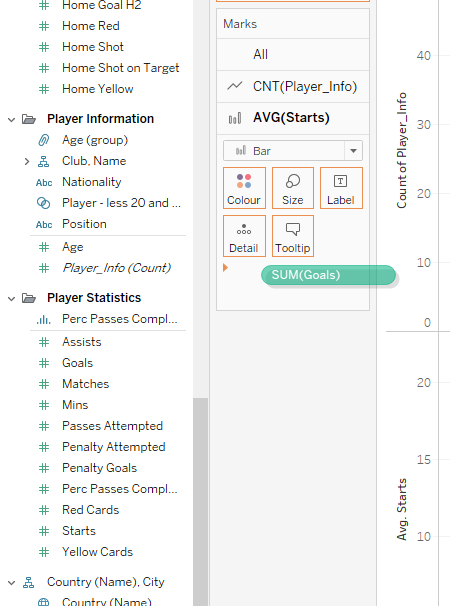 Home Goal H2
Home Red
Home Shot
Home Shot on Target
Home Yellow
Player Information
Age (group)
Club, Name
Abc Nationality
Player - less 20 and ...
Abc Position
Age
Player_Info (Count)
Player Statistics
Perc Passes Compl...
Assists
Goals
Matches
Mins
Passes Attempted
Penalty Attempted
Penalty Goals
Perc Passes Compl...
Red Cards
Starts
Yellow Cards
Country (Name), City
Country (Name)
Marks
All
CNT(Player_Info)
AVG(Starts)
Bar
Colour
Size
T
Label
Detail
Tooltip
SUM(Goals)
Count of Player_Info
40
30
20
10
0
Avg. Starts
20
15
10